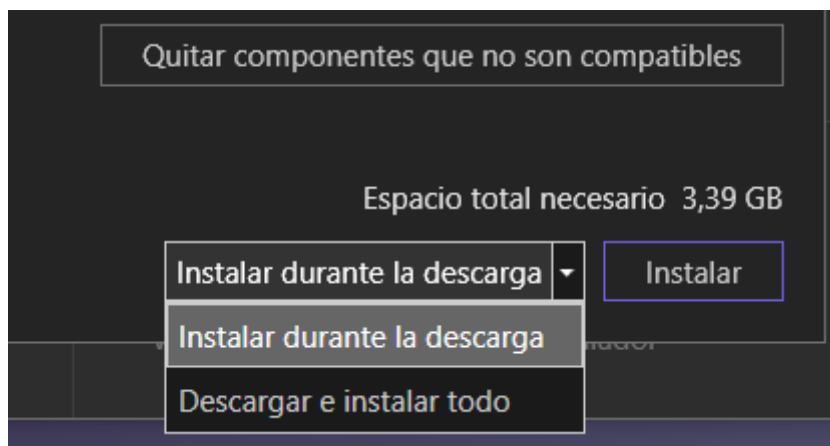 Quitar componentes que no son compatibles
Espacio total necesario 3,39 GB
Instalar durante la descarga
Instalar
Instalar durante la descarga
Descargar e instalar todo